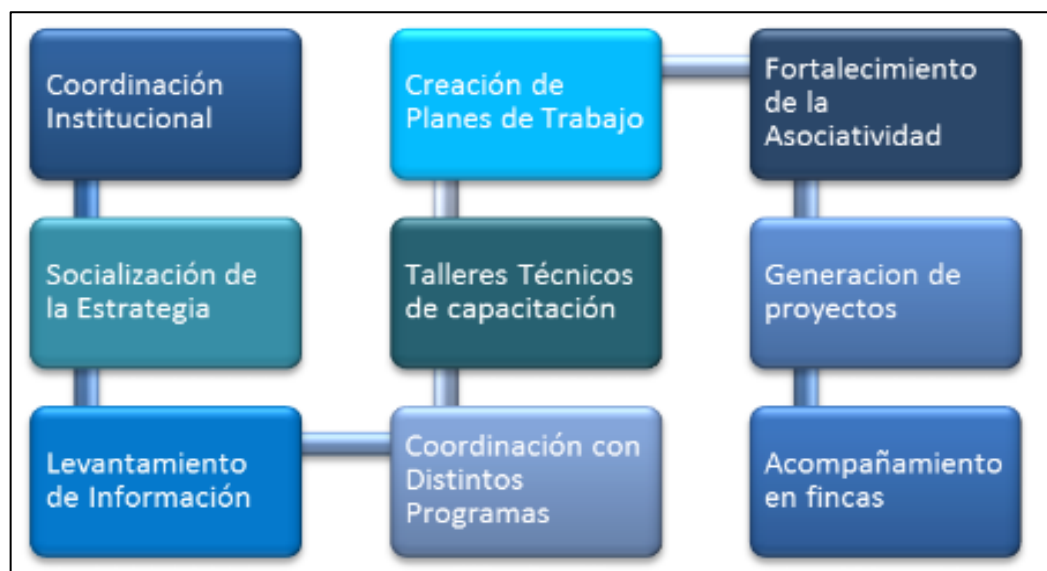 Coordinación
Institucional
Socialización de
la Estrategia
Levantamiento
de Información
Coordinación con
Distintos
Programas
Talleres Técnicos
de capacitación
Creación de
Planes de Trabajo
Fortalecimiento
de la
Asociatividad
Generacion de
proyectos
Acompañamiento
en fincas